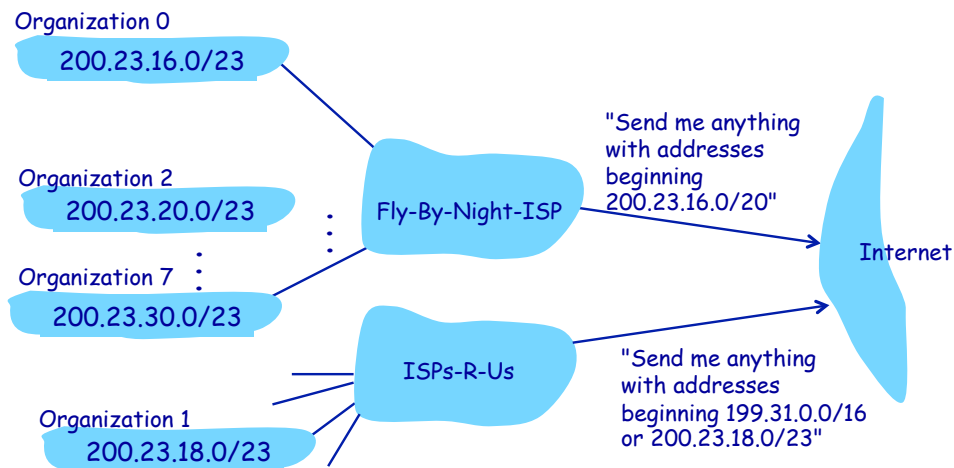 Organization 0
200.23.16.0/23
"Send me anything
with addresses
beginning
200.23.16.0/20"
Organization 2
200.23.20.0/23
Fly-By-Night-ISP
Internet
Organization 7
200.23.30.0/23
ISPs-R-Us
"Send me anything
with addresses
beginning 199.31.0.0/16
or 200.23.18.0/23"
Organization 1
200.23.18.0/23